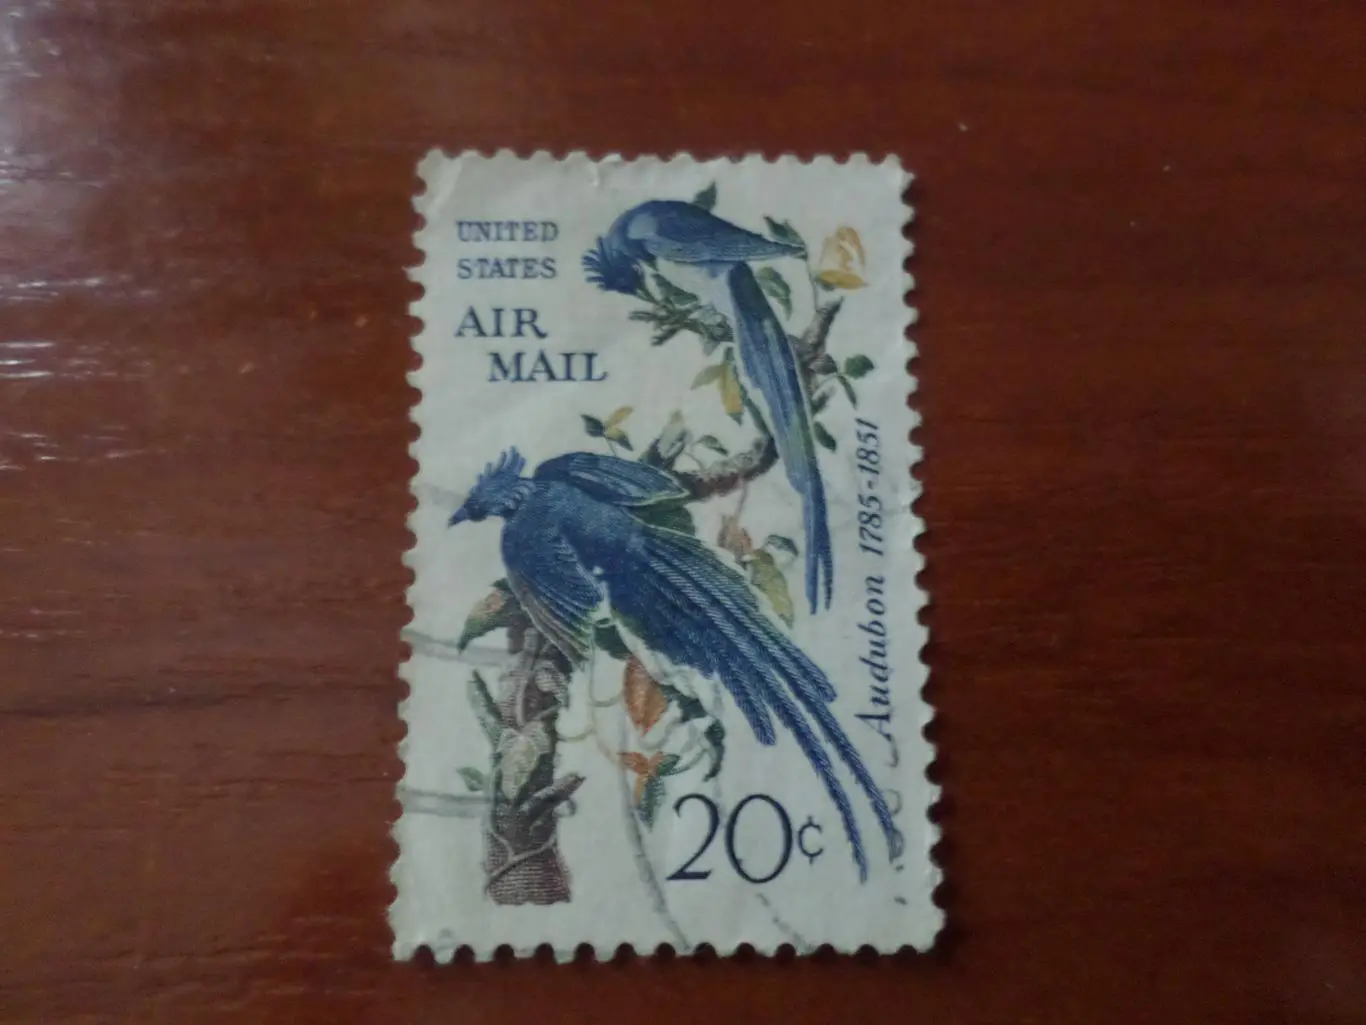 UNITED
STATES
AIR
MAIL
Audubon 1785-1851
20¢